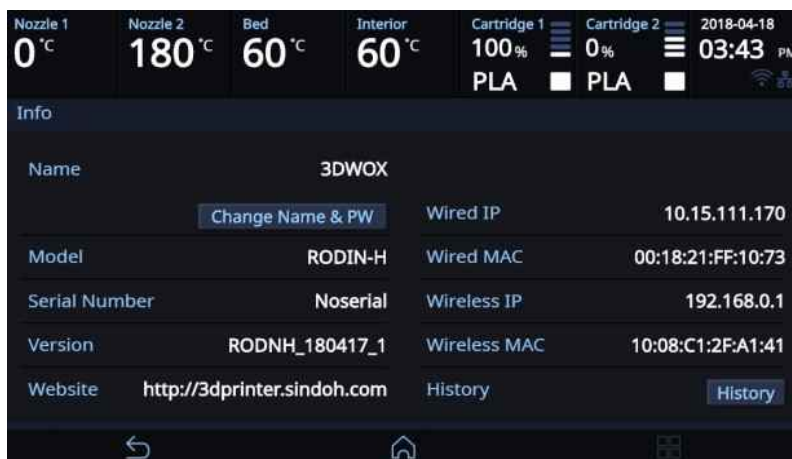 Nozzle 1 Nozzle 2 Bed Interior Cartridge 1 Cartridge 2 2018-04-18
0°C 180°C 60°C 60°C 100% 0% 03:43 PM
PLA PLA
Info
Name 3DWOX
Change Name & PW Wired IP 10.15.111.170
Model RODIN-H Wired MAC 00:18:21:FF:10:73
Serial Number Noserial Wireless IP 192.168.0.1
Version RODNH_180417_1 Wireless MAC 10:08:C1:2F:A1:41
Website http://3dprinter.sindoh.com History History